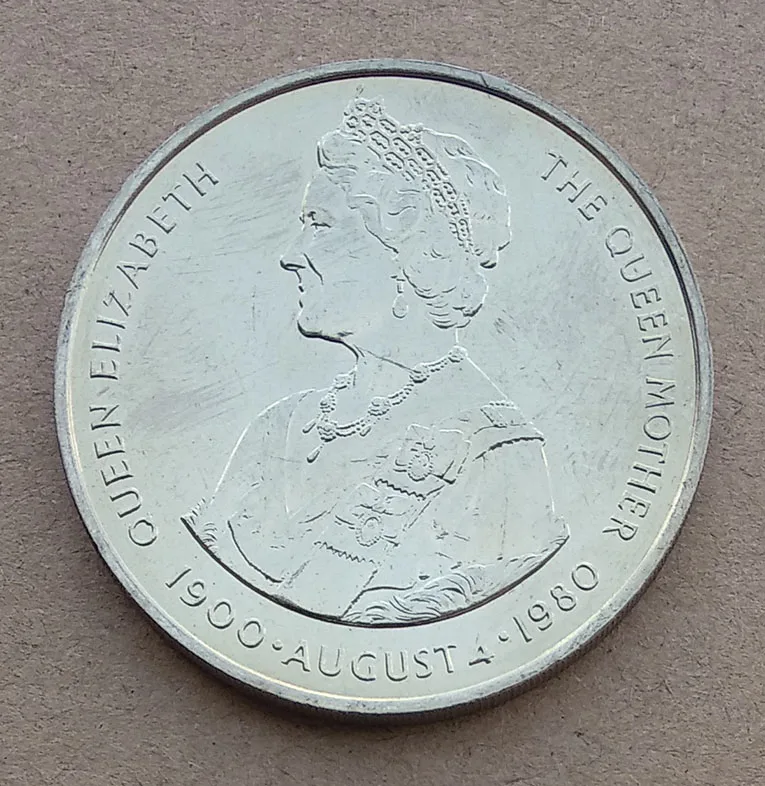 QUEEN·ELIZABETH
THE QUEEN MOTHER
1900·AUGUST 4·1980